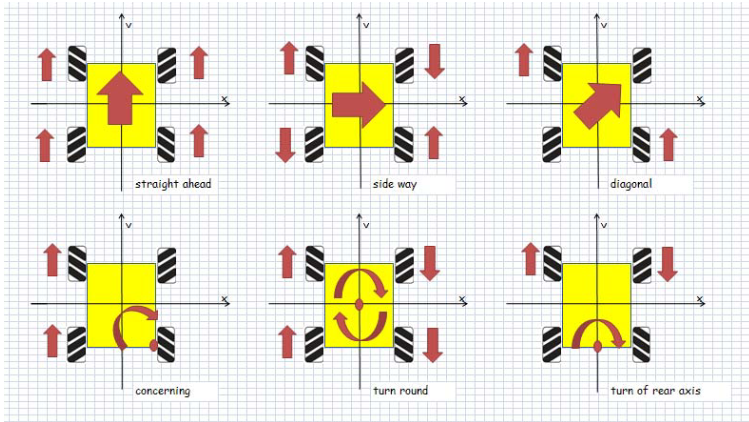 v
v
v
x
x
x
straight ahead
side way
diagonal
v
v
v
x
x
x
concerning
turn round
turn of rear axis